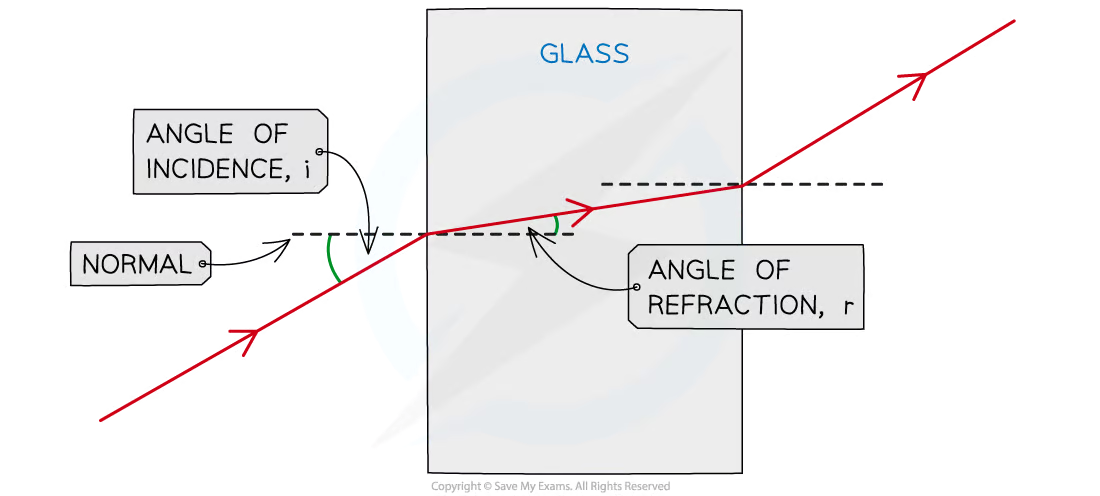 GLASS
ANGLE OF
INCIDENCE, i
NORMAL
ANGLE OF
REFRACTION, r
Copyright © Save My Exams. All Rights Reserved